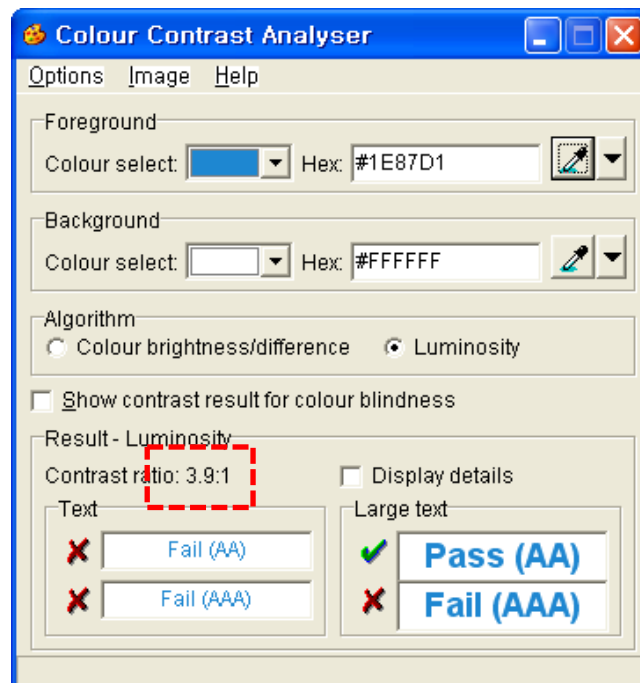 Colour Contrast Analyser
Options Image Help
Foreground
Colour select: Hex: #1E87D1
Background
Colour select: Hex: #FFFFFF
Algorithm
Colour brightness/difference Luminosity
Show contrast result for colour blindness
Result - Luminosity
Contrast ratio: 3.9:1 Display details
Text Large text
Fail (AA) Pass (AA)
Fail (AAA) Fail (AAA)